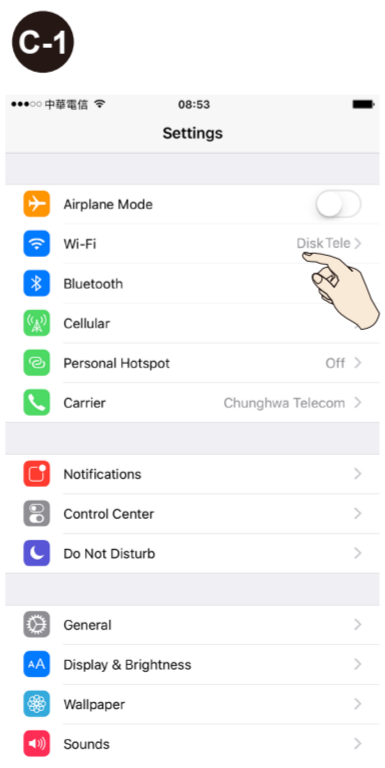 C-1
中華電信 08:53
Settings
Airplane Mode
Wi-Fi Disk Tele
Bluetooth
Cellular
Personal Hotspot Off
Carrier Chunghwa Telecom
Notifications
Control Center
Do Not Disturb
General
AA Display & Brightness
Wallpaper
Sounds